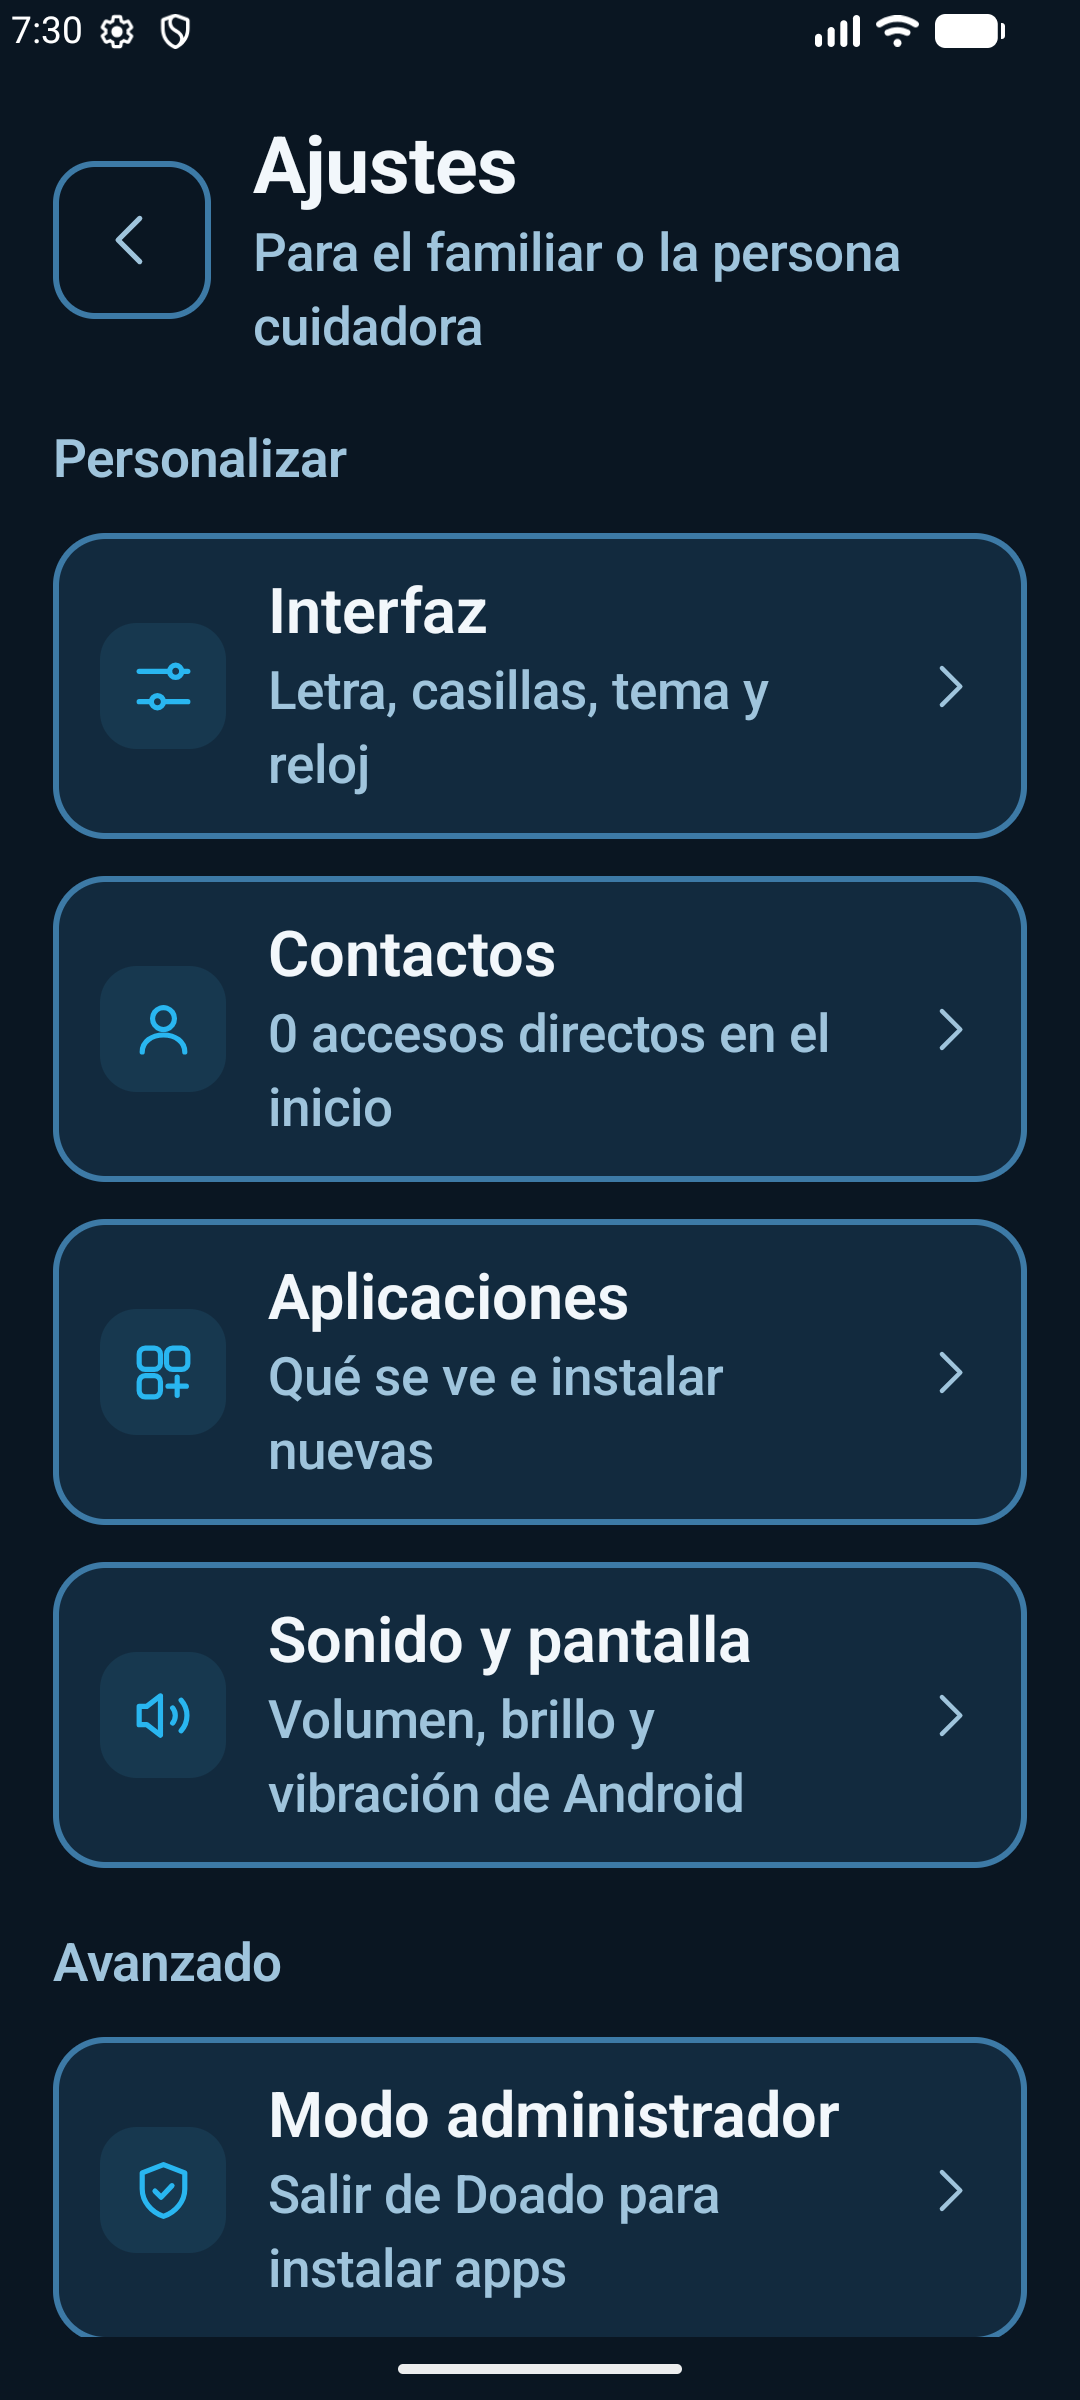 7:30
Ajustes
Para el familiar o la persona
cuidadora
Personalizar
Interfaz
Letra, casillas, tema y
reloj
Contactos
0 accesos directos en el
inicio
Aplicaciones
Qué se ve e instalar
nuevas
Sonido y pantalla
Volumen, brillo y
vibración de Android
Avanzado
Modo administrador
Salir de Doado para
instalar apps